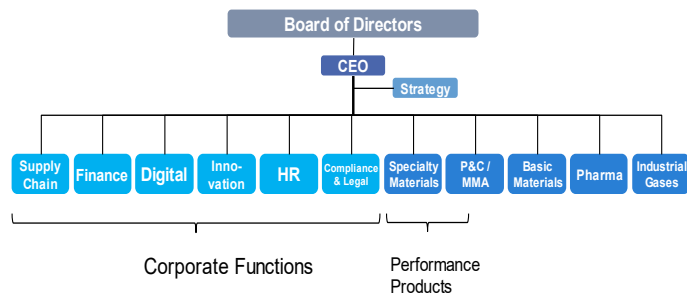 Board of Directors
CEO
Strategy
Supply
Chain
Finance
Digital
Inno-
vation
HR
Compliance
& Legal
Specialty
Materials
P&C /
MMA
Basic
Materials
Pharma
Industrial
Gases
Corporate Functions
Performance
Products